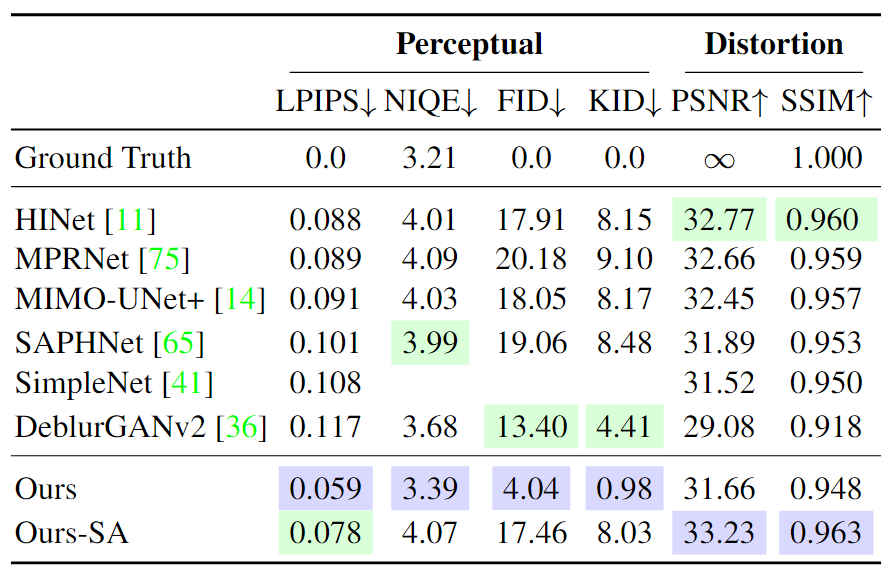 Perceptual Distortion
LPIPS↓ NIQE↓ FID↓ KID↓ PSNR↑ SSIM↑
Ground Truth 0.0 3.21 0.0 0.0 ∞ 1.000
HINet [11] 0.088 4.01 17.91 8.15 32.77 0.960
MPRNet [75] 0.089 4.09 20.18 9.10 32.66 0.959
MIMO-UNet+ [14] 0.091 4.03 18.05 8.17 32.45 0.957
SAPHNet [65] 0.101 3.99 19.06 8.48 31.89 0.953
SimpleNet [41] 0.108 31.52 0.950
DeblurGANv2 [36] 0.117 3.68 13.40 4.41 29.08 0.918
Ours 0.059 3.39 4.04 0.98 31.66 0.948
Ours-SA 0.078 4.07 17.46 8.03 33.23 0.963